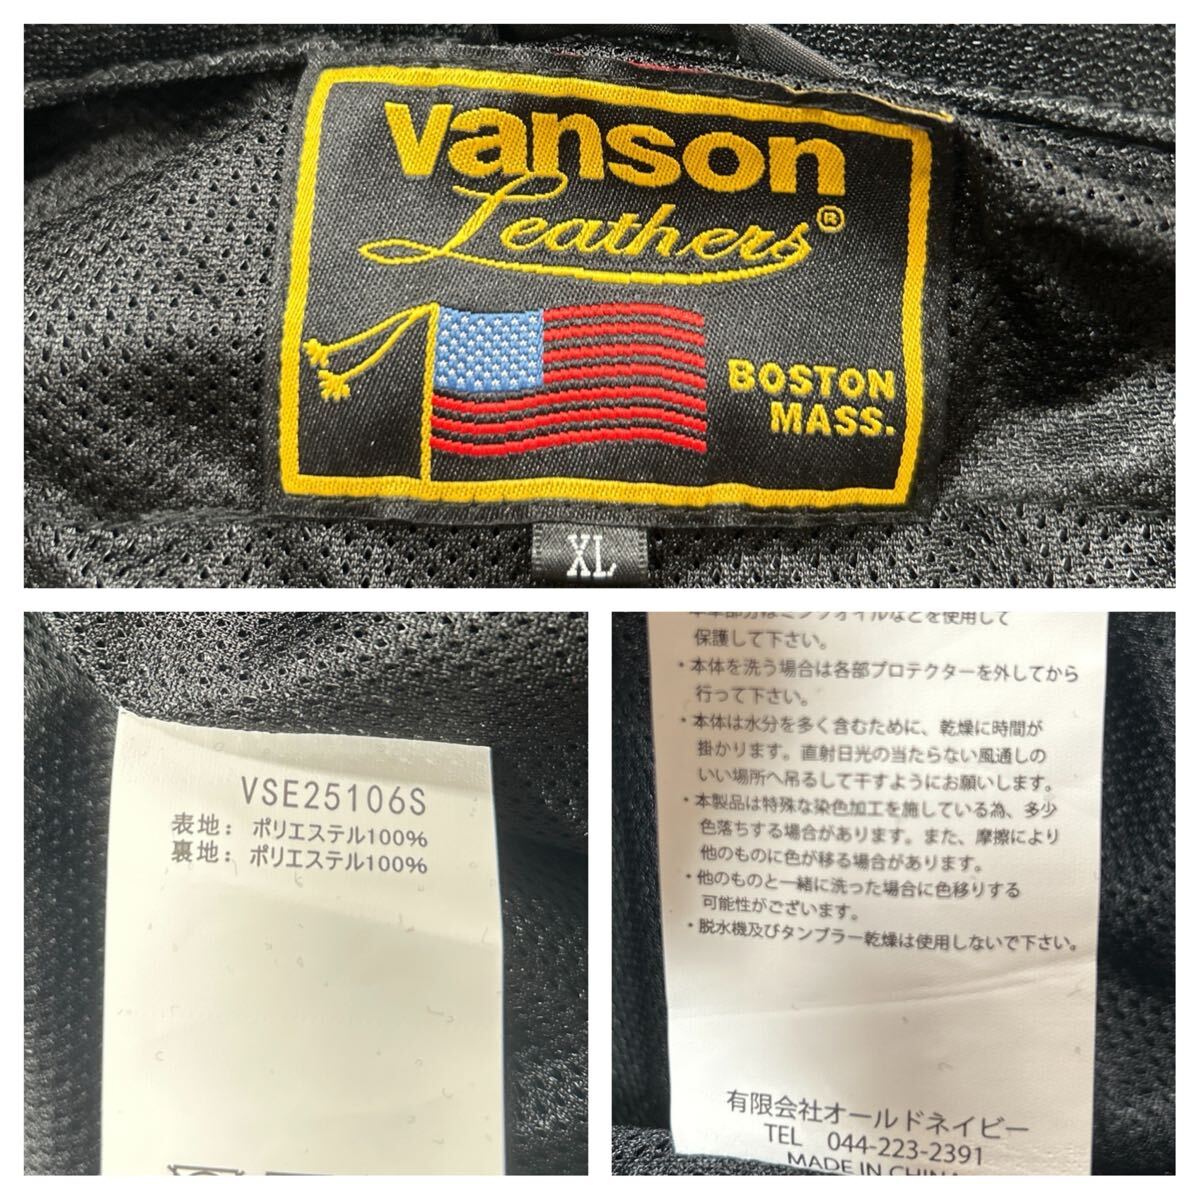 Vanson
Leathers®
BOSTON
MASS.
XL
VSE25106S
表地: ポリエステル100%
裏地: ポリエステル100%
オイルなどを使用して
保護して下さい。
・本体を洗う場合は各部プロテクターを外してから
行って下さい。
・本体は水分を多く含むために、乾燥に時間が
掛かります。直射日光の当たらない風通しの
いい場所へ吊るして干すようにお願いします。
・本製品は特殊な染色加工を施している為、多少
色落ちする場合があります。また、摩擦により
他のものに色が移る場合があります。
・他のものと一緒に洗った場合に色移りする
可能性がございます。
・脱水機及びタンブラー乾燥は使用しないで下さい。
有限会社オールドネイビー
TEL 044-223-2391
MADE IN CHINA